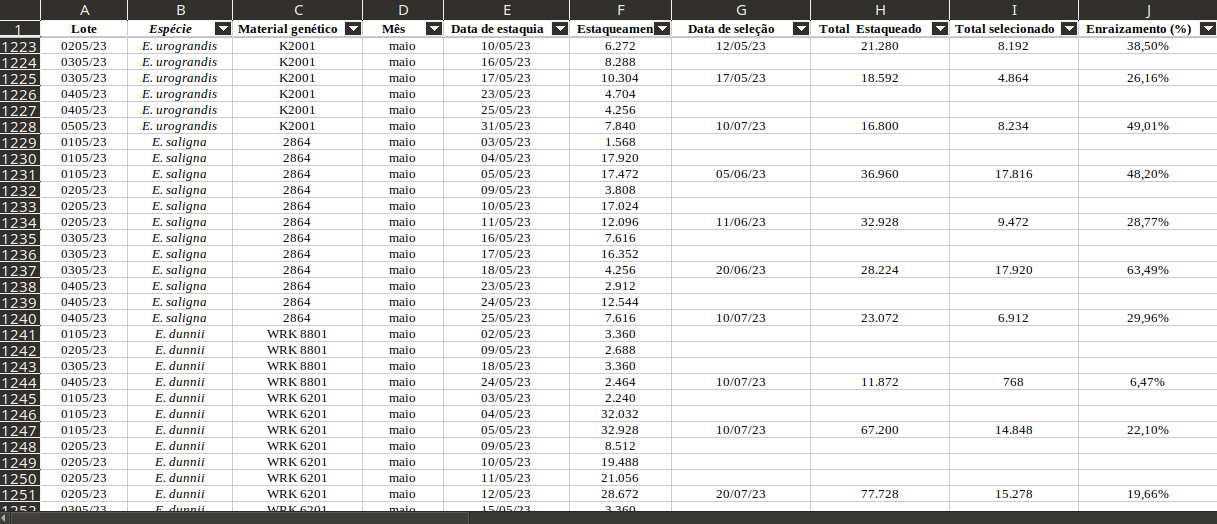 A B C D E F G H I J
1 Lote Espécie Material genético Mês Data de estaquia Estaqueamen Data de seleção Total Estaqueado Total selecionado Enraizamento (%)
1223 0205/23 E. urograndis K2001 maio 10/05/23 6.272 12/05/23 21.280 8.192 38,50%
1224 0305/23 E. urograndis K2001 maio 16/05/23 8.288
1225 0305/23 E. urograndis K2001 maio 17/05/23 10.304 17/05/23 18.592 4.864 26,16%
1226 0405/23 E. urograndis K2001 maio 23/05/23 4.704
1227 0405/23 E. urograndis K2001 maio 25/05/23 4.256
1228 0505/23 E. urograndis K2001 maio 31/05/23 7.840 10/07/23 16.800 8.234 49,01%
1229 0105/23 E. saligna 2864 maio 03/05/23 1.568
1230 0105/23 E. saligna 2864 maio 04/05/23 17.920
1231 0105/23 E. saligna 2864 maio 05/05/23 17.472 05/06/23 36.960 17.816 48,20%
1232 0205/23 E. saligna 2864 maio 09/05/23 3.808
1233 0205/23 E. saligna 2864 maio 10/05/23 17.024
1234 0205/23 E. saligna 2864 maio 11/05/23 12.096 11/06/23 32.928 9.472 28,77%
1235 0305/23 E. saligna 2864 maio 16/05/23 7.616
1236 0305/23 E. saligna 2864 maio 17/05/23 16.352
1237 0305/23 E. saligna 2864 maio 18/05/23 4.256 20/06/23 28.224 17.920 63,49%
1238 0405/23 E. saligna 2864 maio 23/05/23 2.912
1239 0405/23 E. saligna 2864 maio 24/05/23 12.544
1240 0405/23 E. saligna 2864 maio 25/05/23 7.616 10/07/23 23.072 6.912 29,96%
1241 0105/23 E. dunnii WRK 8801 maio 02/05/23 3.360
1242 0205/23 E. dunnii WRK 8801 maio 09/05/23 2.688
1243 0305/23 E. dunnii WRK 8801 maio 18/05/23 3.360
1244 0405/23 E. dunnii WRK 8801 maio 24/05/23 2.464 10/07/23 11.872 768 6,47%
1245 0105/23 E. dunnii WRK 6201 maio 03/05/23 2.240
1246 0105/23 E. dunnii WRK 6201 maio 04/05/23 32.032
1247 0105/23 E. dunnii WRK 6201 maio 05/05/23 32.928 10/07/23 67.200 14.848 22,10%
1248 0205/23 E. dunnii WRK 6201 maio 09/05/23 8.512
1249 0205/23 E. dunnii WRK 6201 maio 10/05/23 19.488
1250 0205/23 E. dunnii WRK 6201 maio 11/05/23 21.056
1251 0205/23 E. dunnii WRK 6201 maio 12/05/23 28.672 20/07/23 77.728 15.278 19,66%
1252 0305/23 E. dunnii WRK 6201 maio 15/05/23 3.360